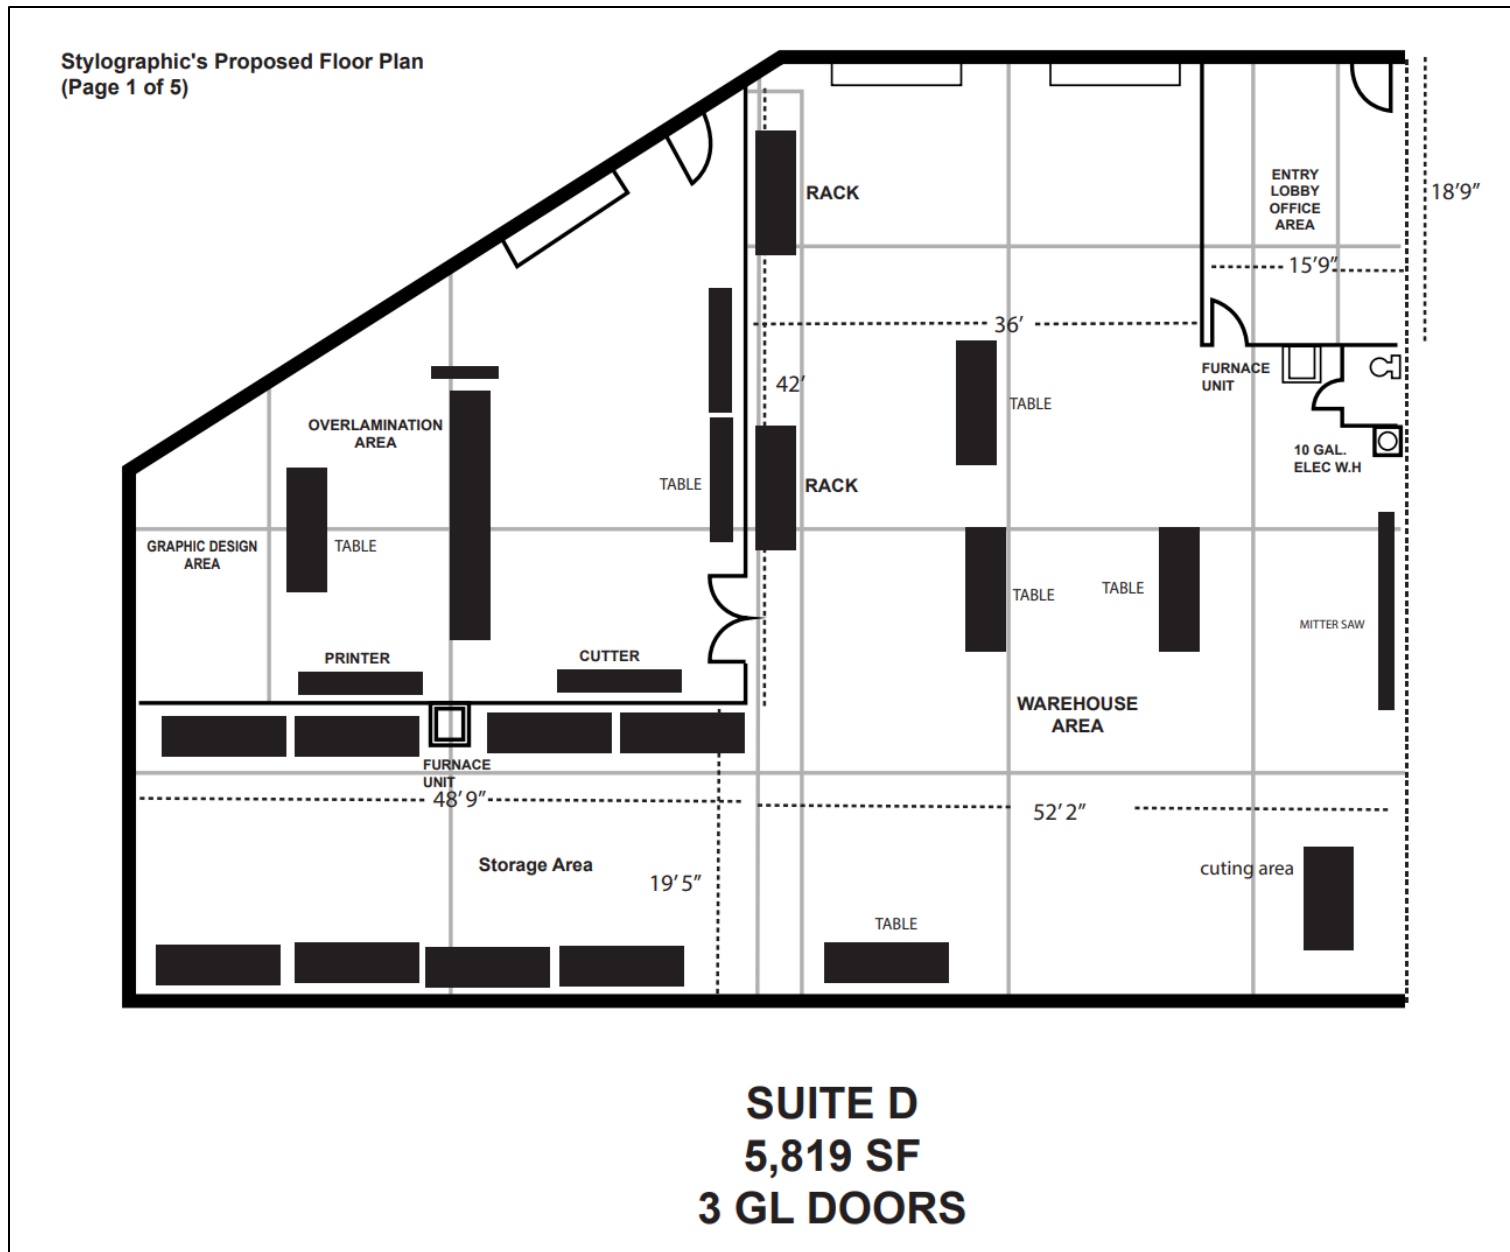 Stylographic's Proposed Floor Plan
(Page 1 of 5)
RACK
ENTRY
LOBBY
OFFICE
AREA
18'9"
15'9"
36'
42'
FURNACE
UNIT
TABLE
OVERLAMINATION
AREA
10 GAL.
ELEC W.H
TABLE
RACK
GRAPHIC DESIGN
AREA
TABLE
TABLE
TABLE
MITTER SAW
PRINTER
CUTTER
WAREHOUSE
AREA
FURNACE
UNIT
48'9"
52'2"
Storage Area
19'5"
cuting area
TABLE
SUITE D
5,819 SF
3 GL DOORS